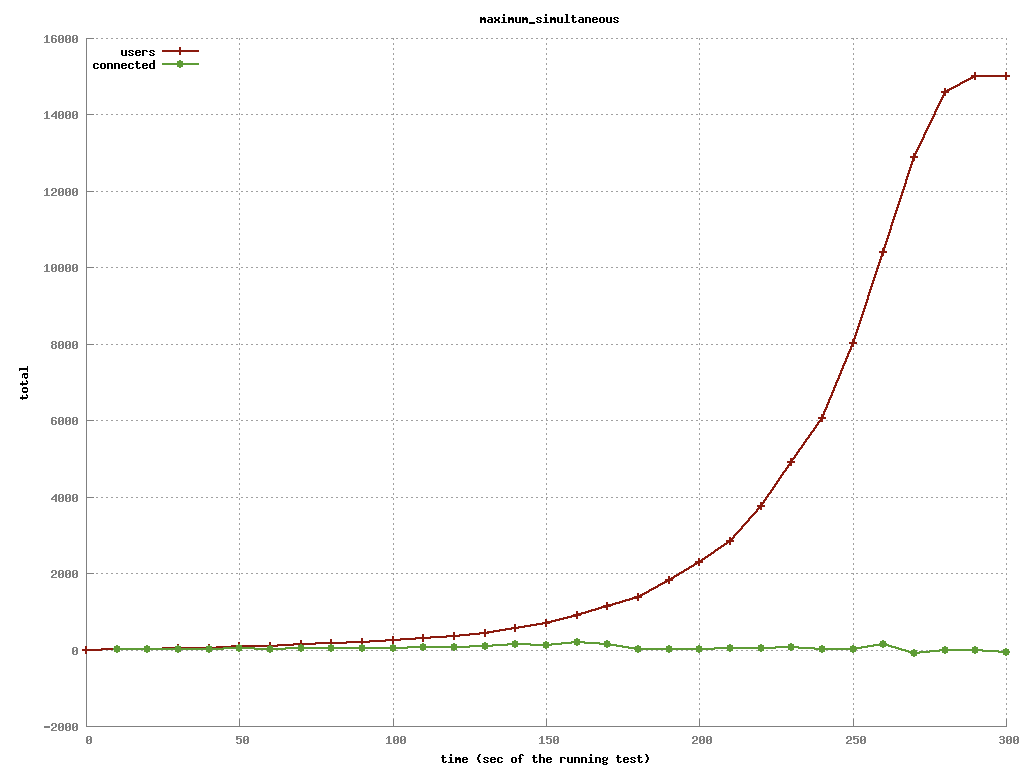 maximum_simultaneous
users
connected
16000
14000
12000
10000
8000
6000
4000
2000
0
-2000
total
0 50 100 150 200 250 300
time (sec of the running test)